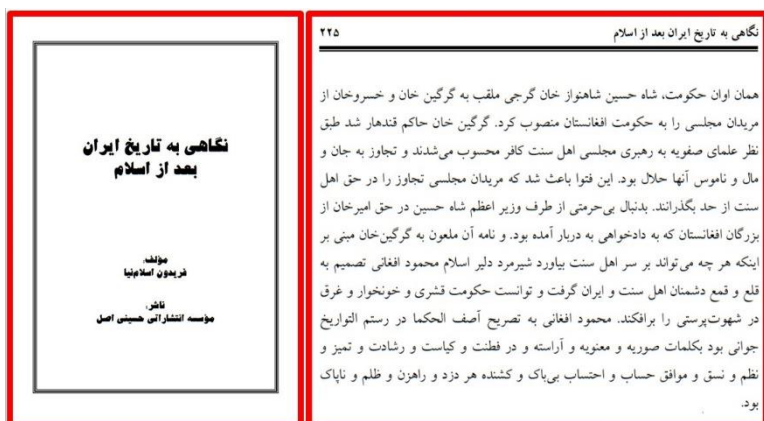 نگاهی به تاریخ ایران
بعد از اسلام
مؤلف:
فریدون اسلام‌نیا
ناشر:
مؤسسه انتشاراتی حسینی اصل
نگاهی به تاریخ ایران بعد از اسلام
۲۲۵
همان اوان حکومت، شاه حسین شاهنواز خان گرجی ملقب به گرگین خان و خسروخان از
مریدان مجلسی را به حکومت افغانستان منصوب کرد. گرگین خان حاکم قندهار شد طبق
نظر علمای صفویه به رهبری مجلسی اهل سنت کافر محسوب می‌شدند و تجاوز به جان و
مال و ناموس آنها حلال بود. این فتوا باعث شد که مریدان مجلسی تجاوز را در حق اهل
سنت از حد بگذرانند. بدنبال بی‌حرمتی از طرف وزیر اعظم شاه حسین در حق امیرخان از
بزرگان افغانستان که به دادخواهی به دربار آمده بود. و نامه آن ملعون به گرگین‌خان مبنی بر
اینکه هر چه می‌تواند بر سر اهل سنت بیاورد شیرمرد دلیر اسلام محمود افغانی تصمیم به
قلع و قمع دشمنان اهل سنت و ایران گرفت و توانست حکومت قشری و خونخوار و غرق
در شهوت‌پرستی را برافکند. محمود افغانی به تصریح آصف الحکما در رستم التواریخ
جوانی بود بکلمات صوریه و معنویه و آراسته و در فطنت و کیاست و رشادت و تمیز و
نظم و نسق و موافق حساب و احتساب بی‌باک و کشنده هر دزد و راهزن و ظلم و ناپاک
بود.